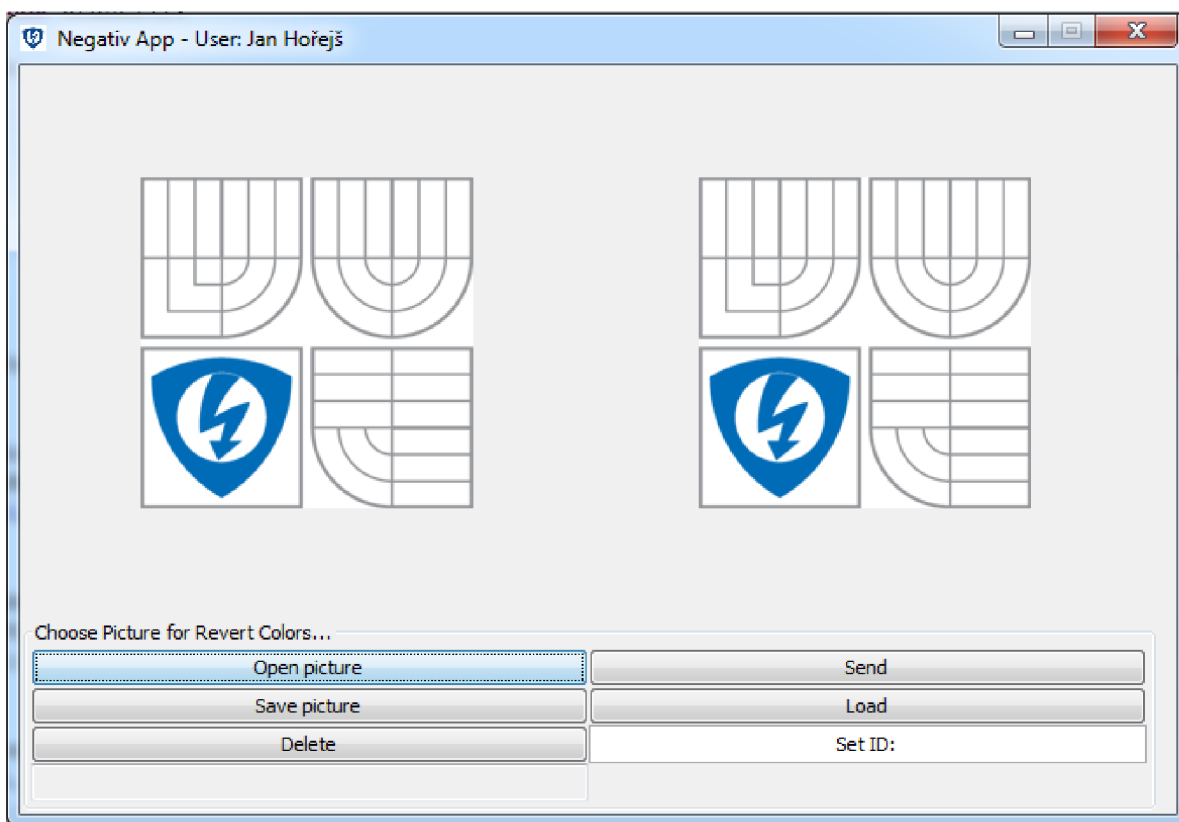 Negativ App - User: Jan Hořejš
Choose Picture for Revert Colors...
Open picture
Send
Save picture
Load
Delete
Set ID: